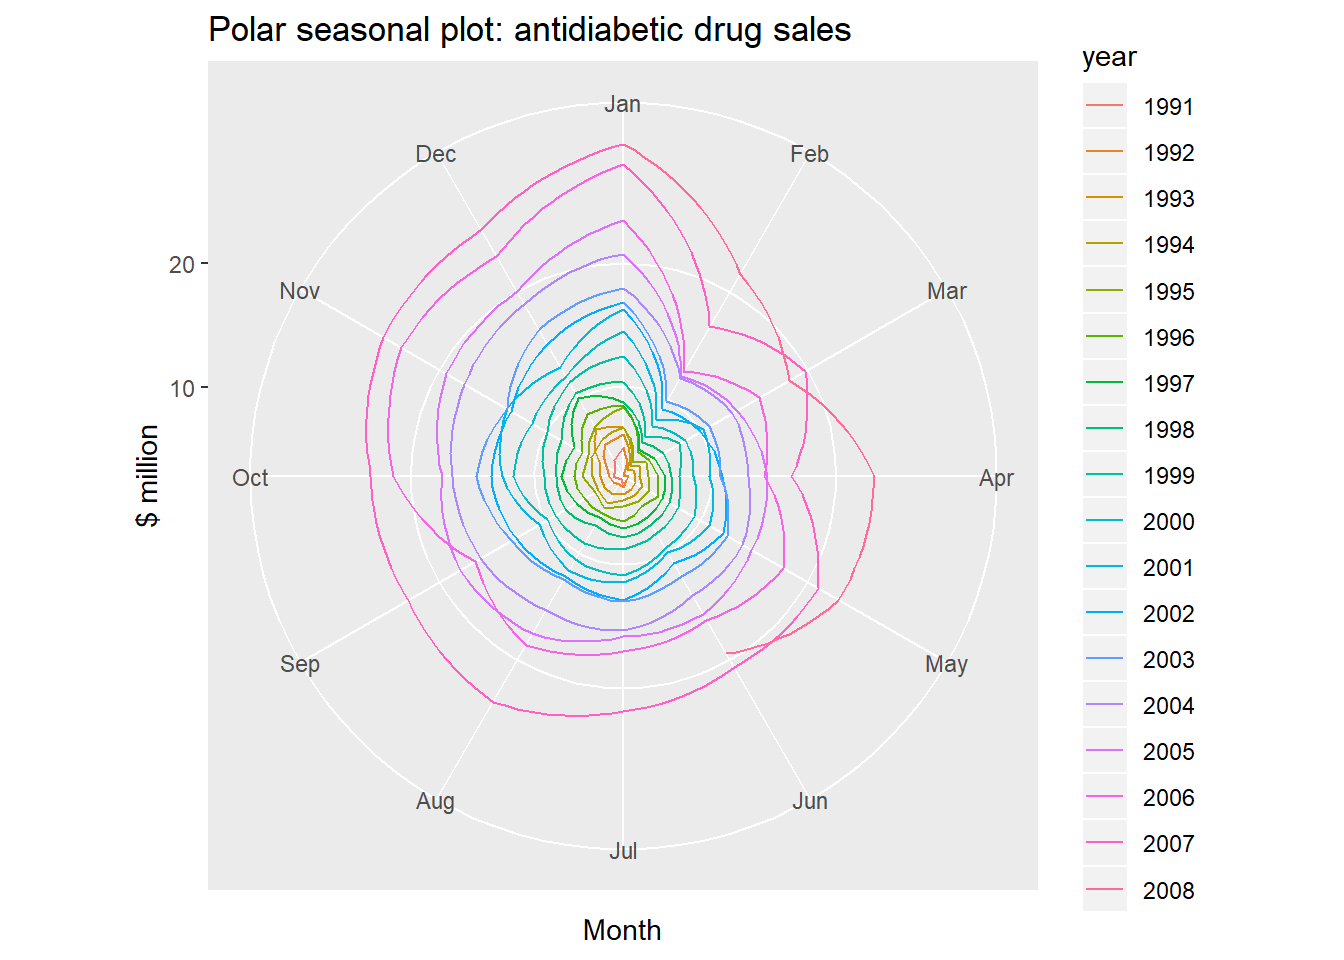 Polar seasonal plot: antidiabetic drug sales
year
Jan
Dec
Feb
Nov
Mar
Oct
Apr
Sep
May
Aug
Jun
Jul
20
10
$ million
Month
1991
1992
1993
1994
1995
1996
1997
1998
1999
2000
2001
2002
2003
2004
2005
2006
2007
2008